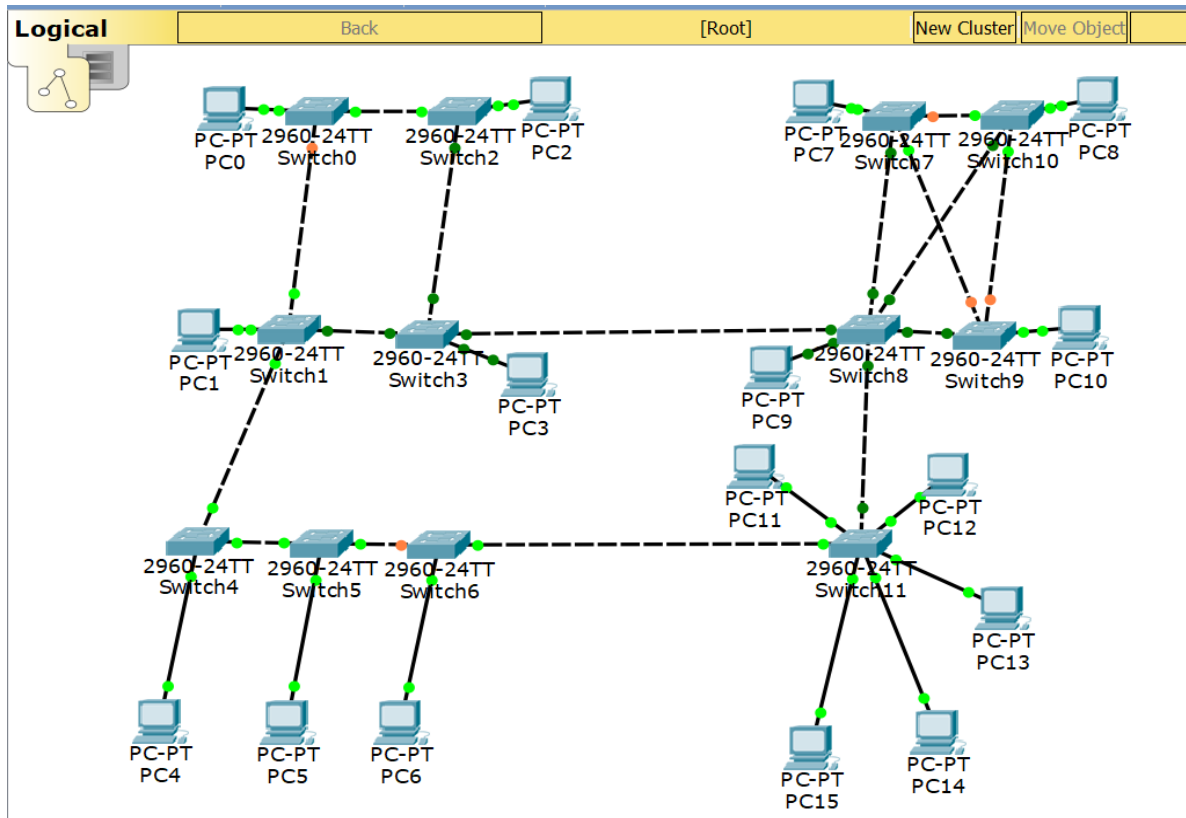 Logical
Back
[Root]
New Cluster
Move Object
PC-PT
PC0
2960-24TT
Switch0
2960-24TT
Switch2
PC-PT
PC2
PC-PT
PC7
2960-24TT
Switch7
2960-24TT
Switch10
PC-PT
PC8
PC-PT
PC1
2960-24TT
Switch1
2960-24TT
Switch3
PC-PT
PC3
2960-24TT
Switch8
PC-PT
PC9
2960-24TT
Switch9
PC-PT
PC10
PC-PT
PC11
PC-PT
PC12
2960-24TT
Switch4
2960-24TT
Switch5
2960-24TT
Switch6
2960-24TT
Switch11
PC-PT
PC13
PC-PT
PC4
PC-PT
PC5
PC-PT
PC6
PC-PT
PC15
PC-PT
PC14